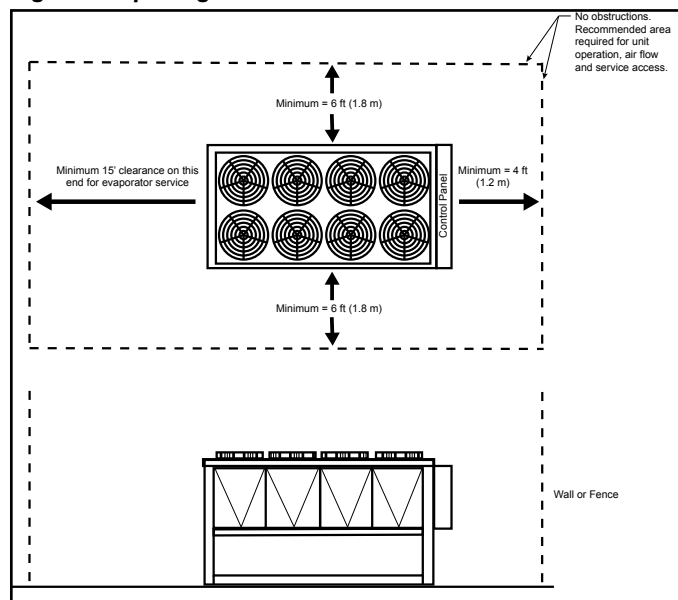 No obstructions.
Recommended area
required for unit
operation, air flow
and service access.
Minimum = 6 ft (1.8 m)
Minimum 15' clearance on this
end for evaporator service
Control Panel
Minimum = 4 ft
(1.2 m)
Minimum = 6 ft (1.8 m)
Wall or Fence